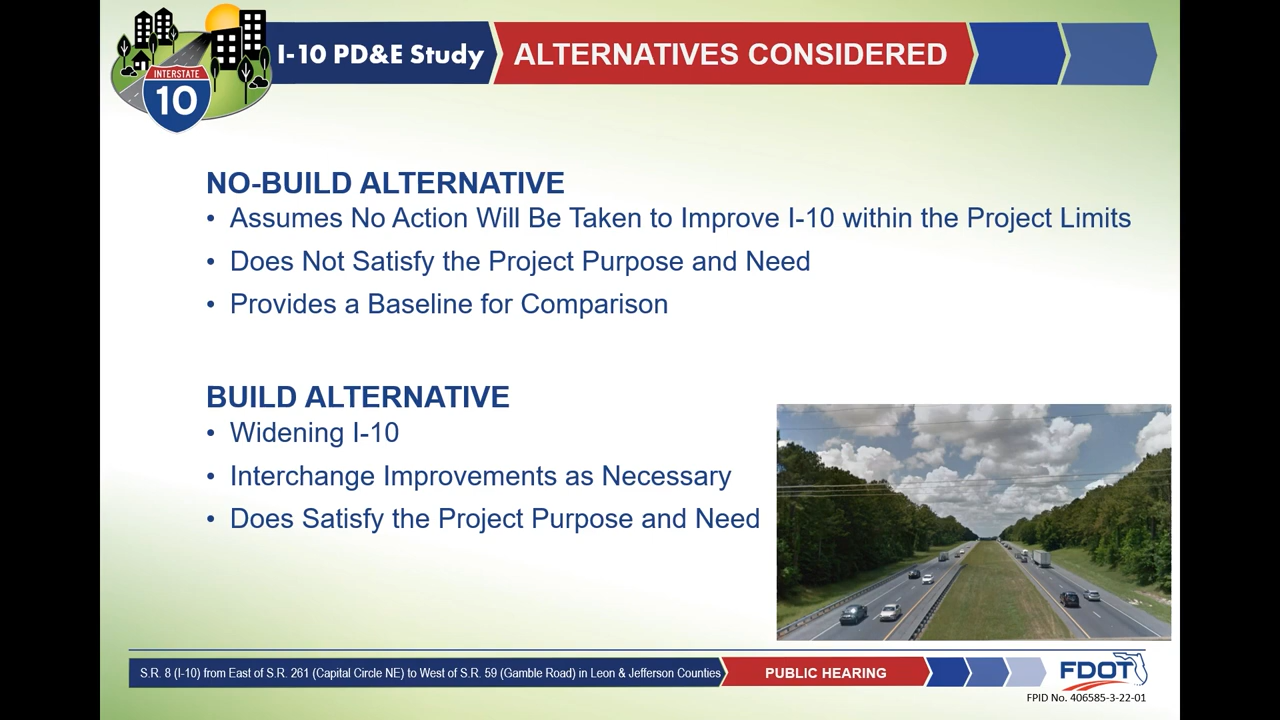 INTERSTATE
10
I-10 PD&E Study
ALTERNATIVES CONSIDERED
NO-BUILD ALTERNATIVE
• Assumes No Action Will Be Taken to Improve I-10 within the Project Limits
• Does Not Satisfy the Project Purpose and Need
• Provides a Baseline for Comparison
BUILD ALTERNATIVE
• Widening I-10
• Interchange Improvements as Necessary
• Does Satisfy the Project Purpose and Need
S.R. 8 (I-10) from East of S.R. 261 (Capital Circle NE) to West of S.R. 59 (Gamble Road) in Leon & Jefferson Counties
PUBLIC HEARING
FDOT
FPID No. 406585-3-22-01